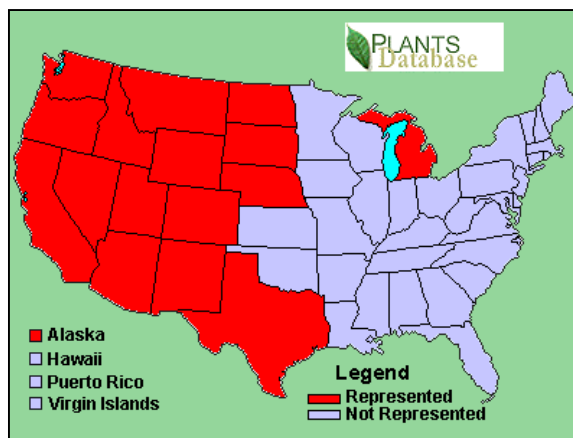 PLANTS
Database
Alaska
Hawaii
Puerto Rico
Virgin Islands
Legend
Represented
Not Represented